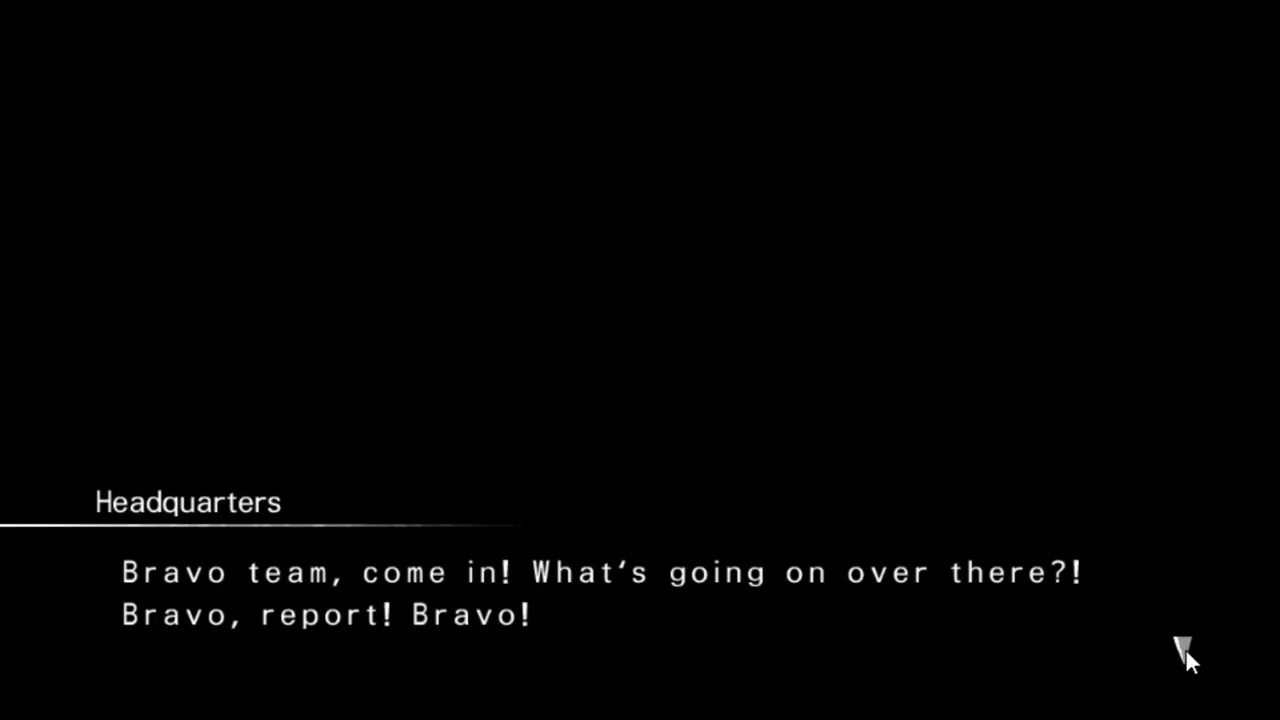 Headquarters
Bravo team, come in! What‘s going on over there?!
Bravo, report! Bravo!